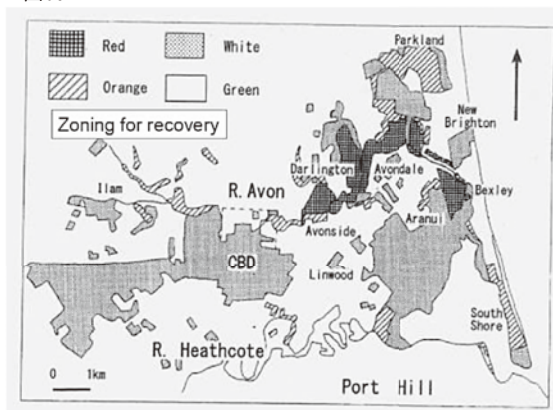 Red
White
Orange
Green
Zoning for recovery
Parkland
New
Brighton
Darlington
Avondale
Ilam
R. Avon
Bexley
Aranui
Avonside
CBD
Linwood
South
Shore
R. Heathcote
0 1km
Port Hill